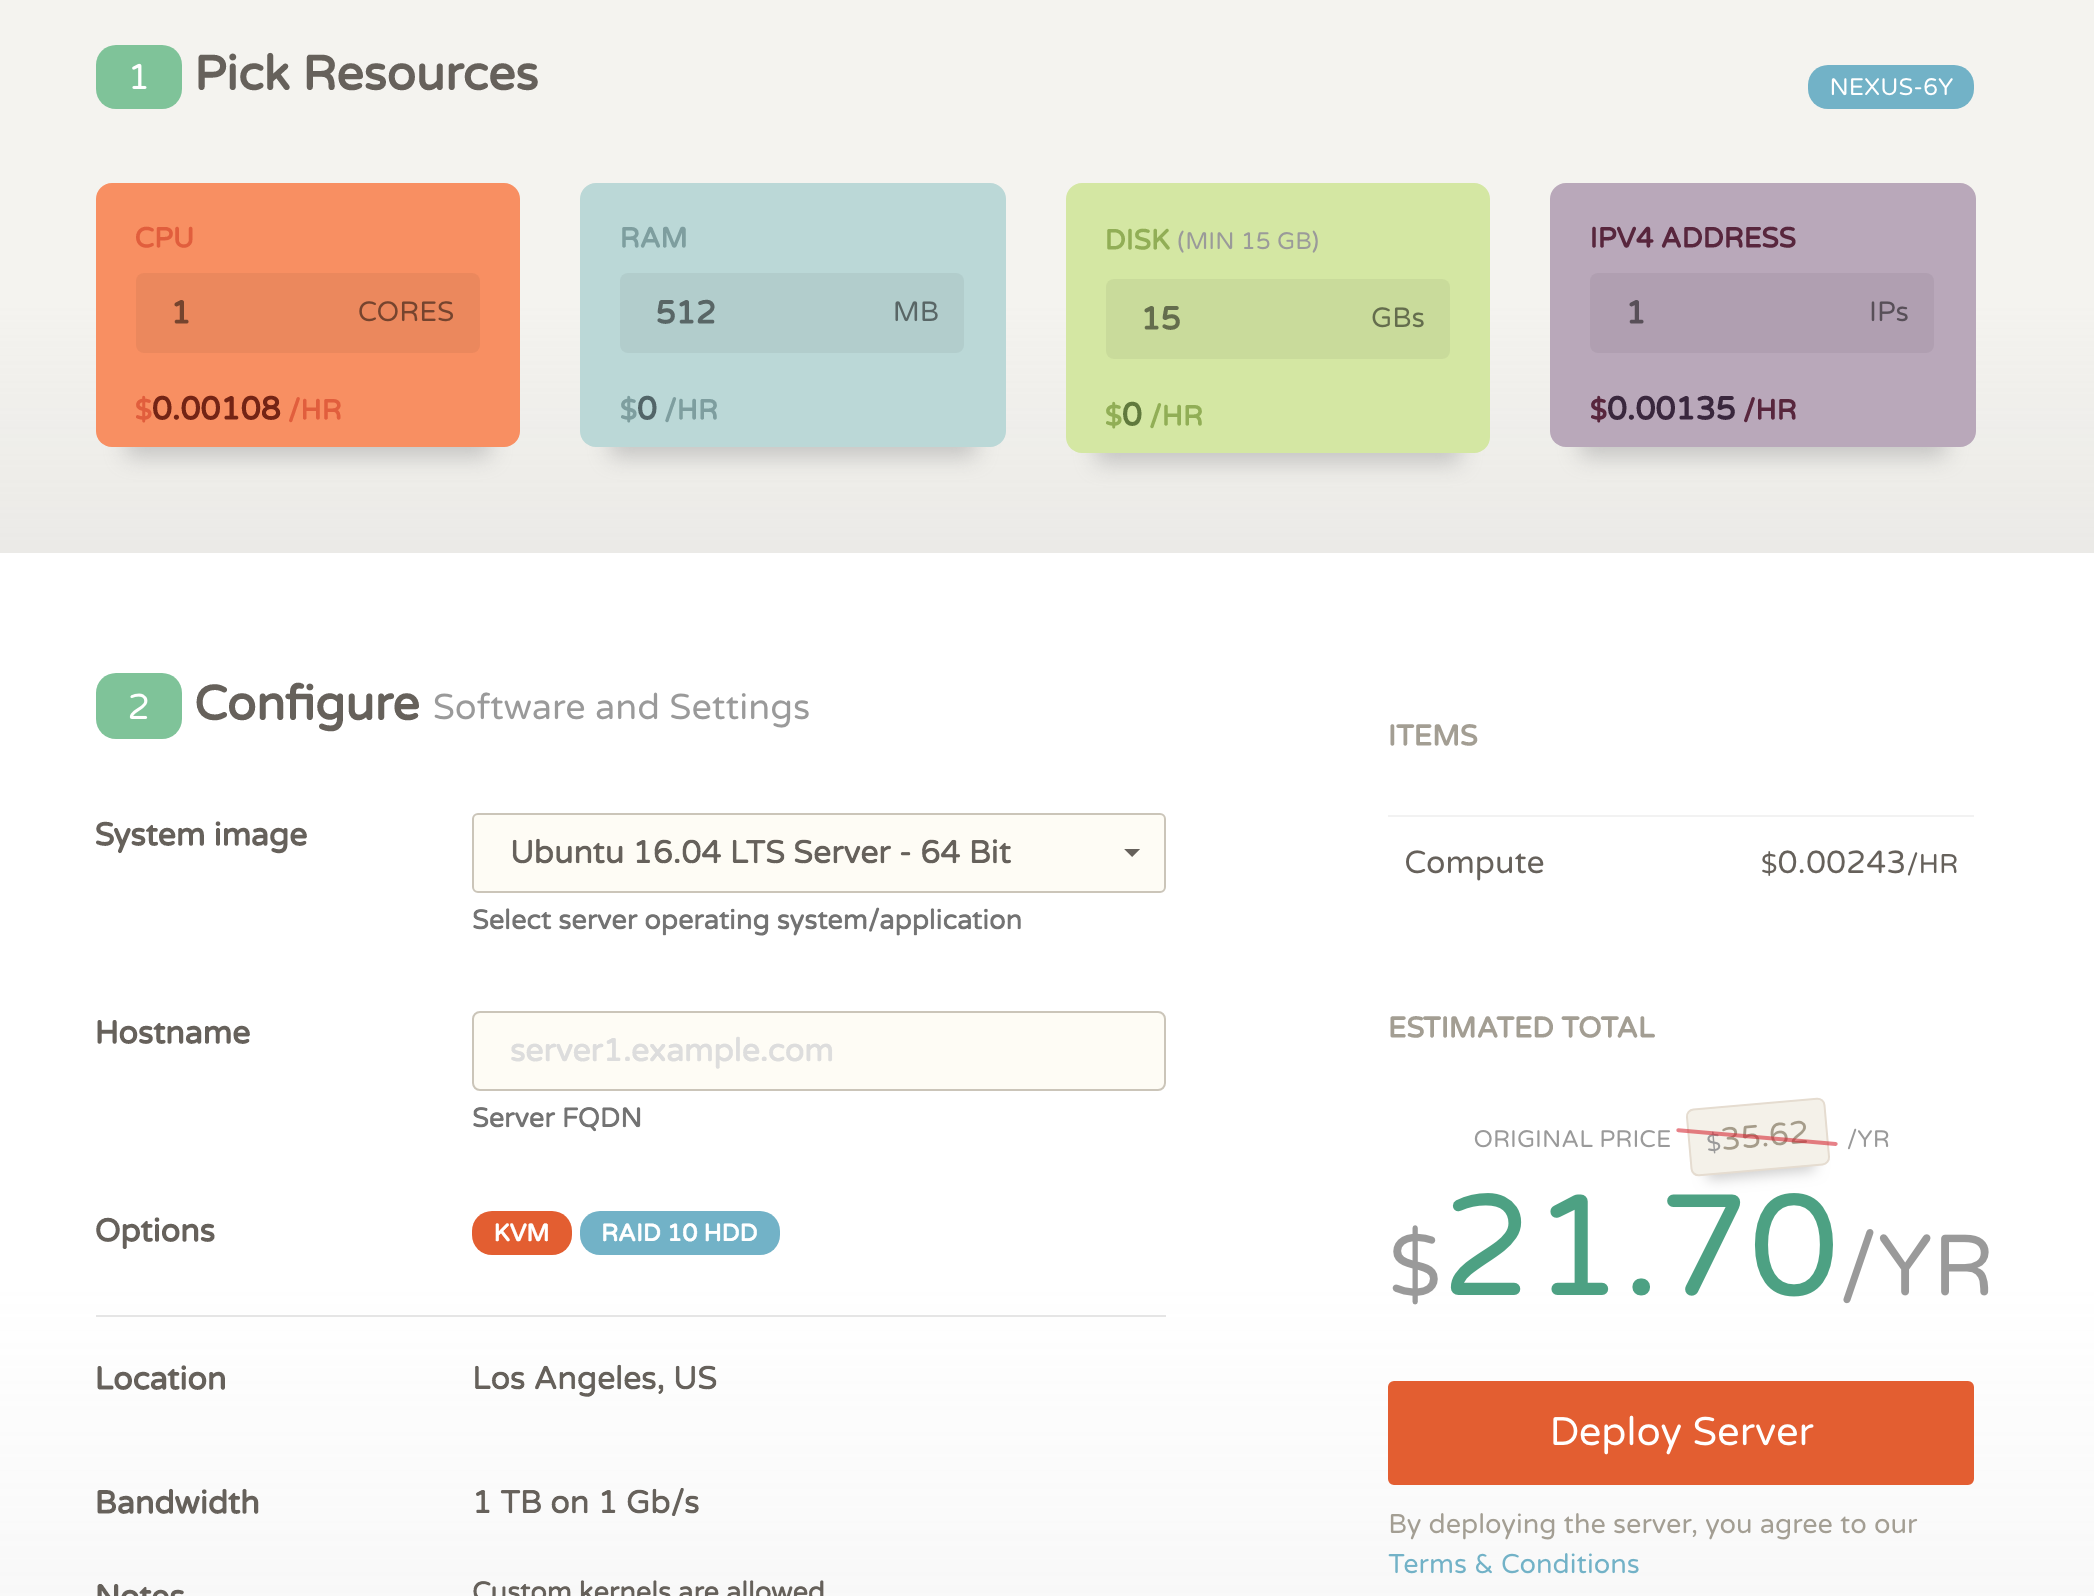 1 Pick Resources
NEXUS-6Y
CPU
1 CORES
$0.00108 /HR
RAM
512 MB
$0 /HR
DISK (MIN 15 GB)
15 GBs
$0 /HR
IPV4 ADDRESS
1 IPs
$0.00135 /HR
2 Configure Software and Settings
System image
Ubuntu 16.04 LTS Server - 64 Bit
Select server operating system/application
Hostname
server1.example.com
Server FQDN
Options
KVM RAID 10 HDD
Location Los Angeles, US
Bandwidth 1 TB on 1 Gb/s
Notes Custom kernels are allowed
ITEMS
Compute $0.00243/HR
ESTIMATED TOTAL
ORIGINAL PRICE $35.62 /YR
$21.70/YR
Deploy Server
By deploying the server, you agree to our
Terms & Conditions